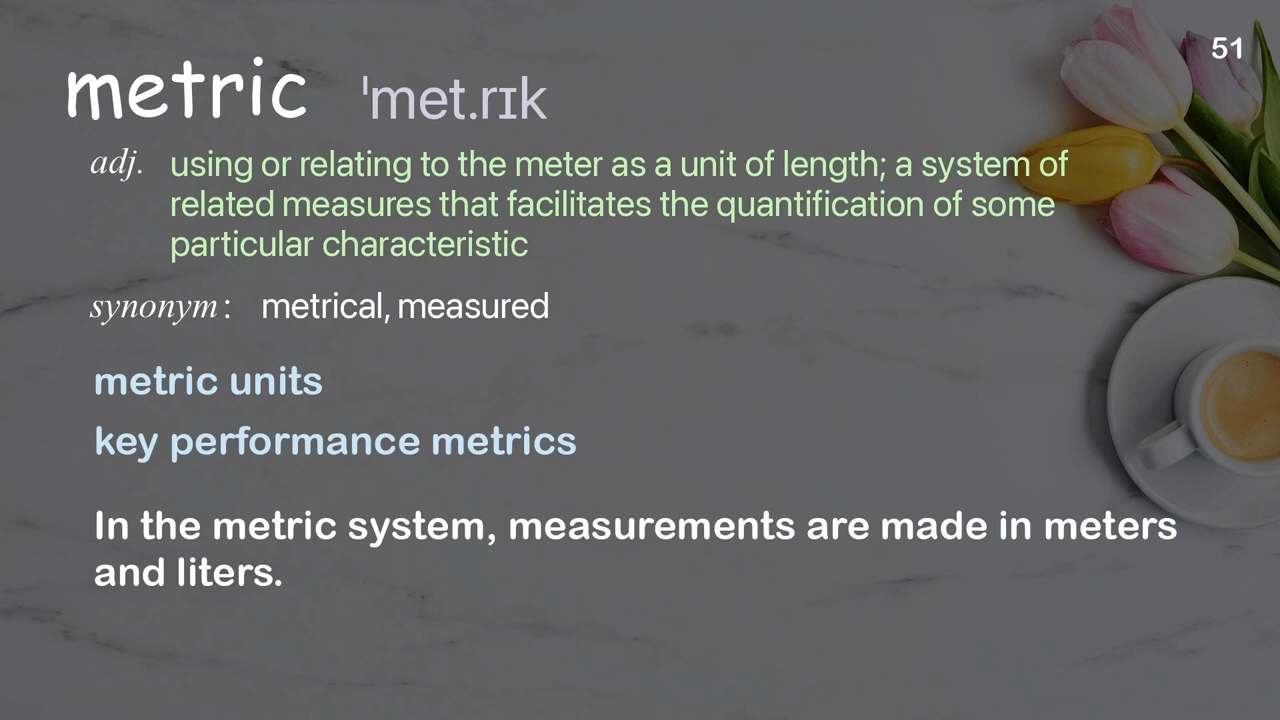 51
metric ˈmet.rɪk
adj. using or relating to the meter as a unit of length; a system of
related measures that facilitates the quantification of some
particular characteristic
synonym : metrical, measured
metric units
key performance metrics
In the metric system, measurements are made in meters
and liters.